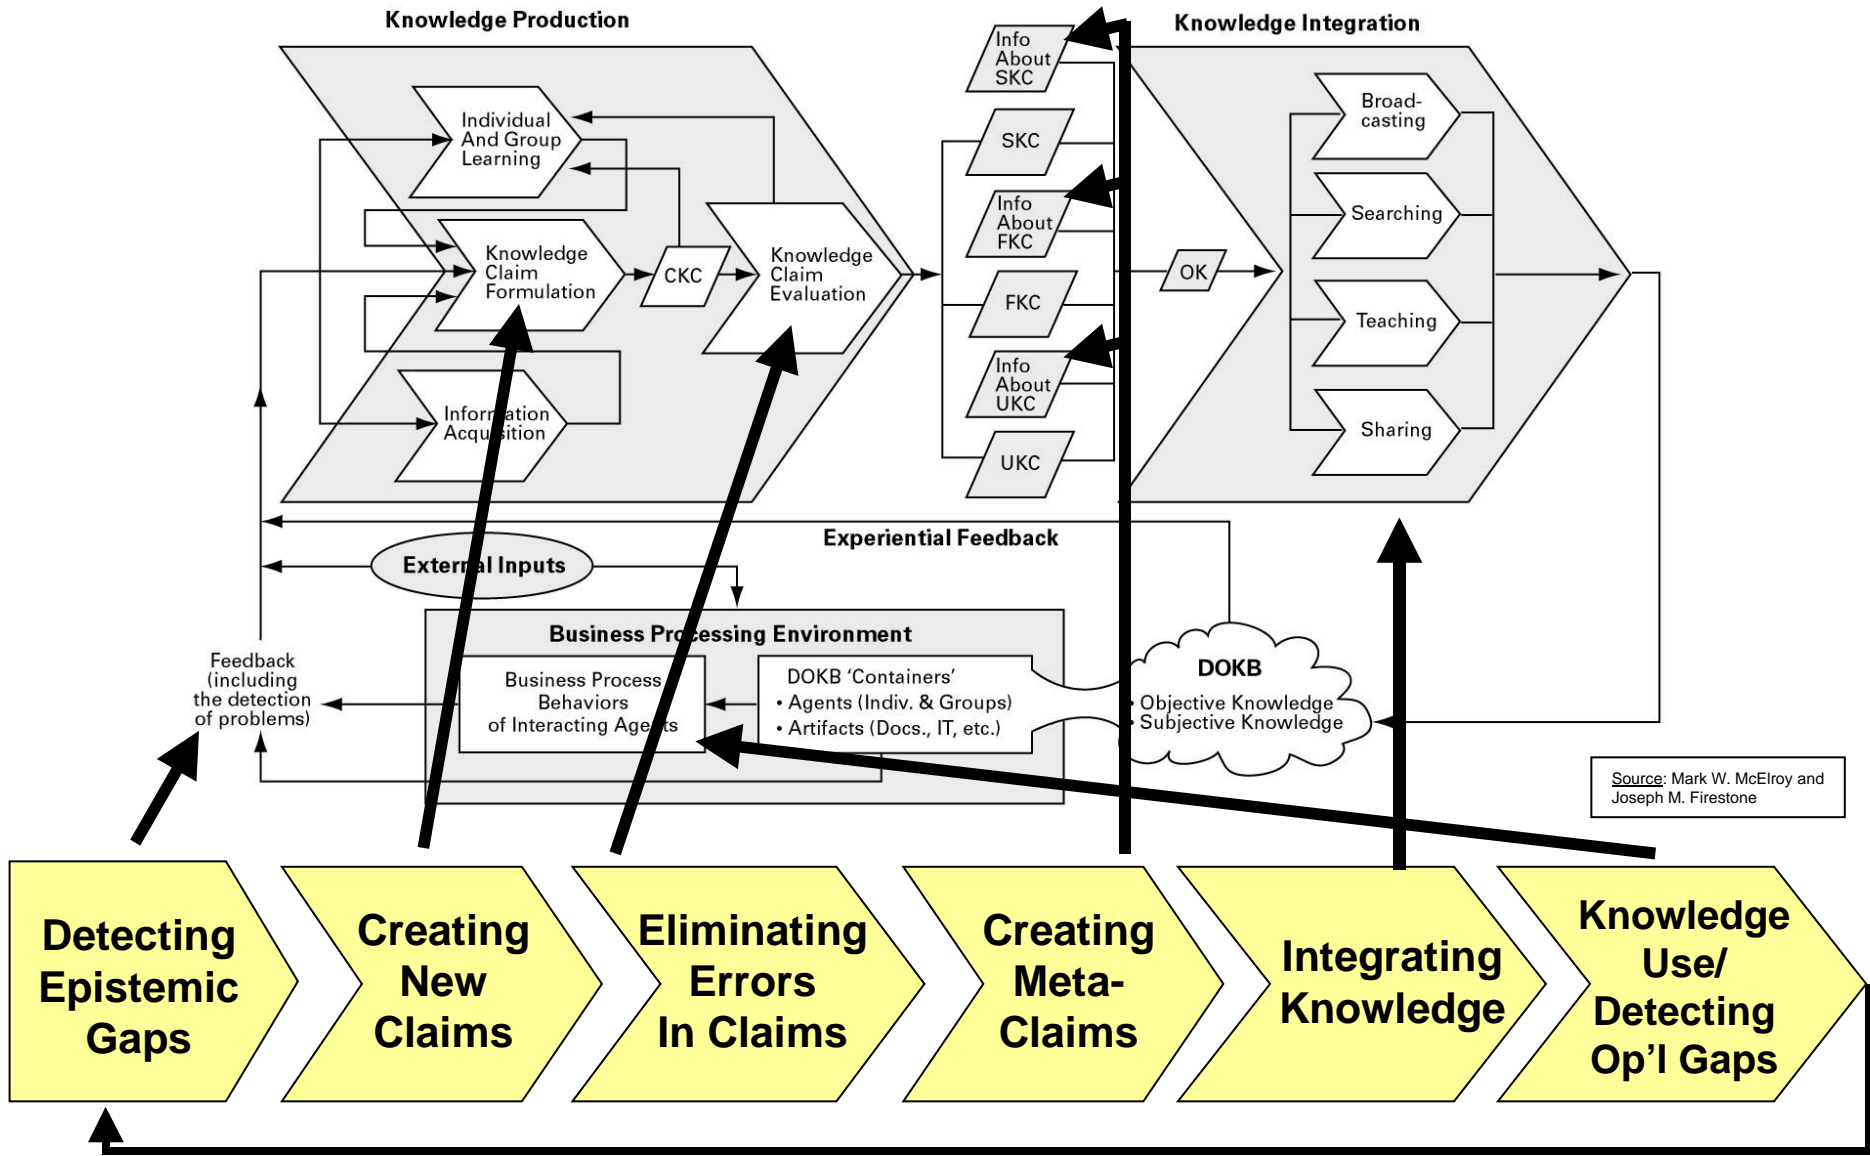 Knowledge Production
Knowledge Integration
Individual
And Group
Learning
Knowledge
Claim
Formulation
Information
Acquisition
CKC
Knowledge
Claim
Evaluation
Info
About
SKC
SKC
Info
About
FKC
FKC
Info
About
UKC
UKC
OK
Broad-
casting
Searching
Teaching
Sharing
Experiential Feedback
External Inputs
Business Processing Environment
Feedback
(including
the detection
of problems)
Business Process
Behaviors
of Interacting Agents
DOKB ‘Containers’
• Agents (Indiv. & Groups)
• Artifacts (Docs., IT, etc.)
DOKB
• Objective Knowledge
• Subjective Knowledge
Source: Mark W. McElroy and
Joseph M. Firestone
Detecting
Epistemic
Gaps
Creating
New
Claims
Eliminating
Errors
In Claims
Creating
Meta-
Claims
Integrating
Knowledge
Knowledge
Use/
Detecting
Op’l Gaps